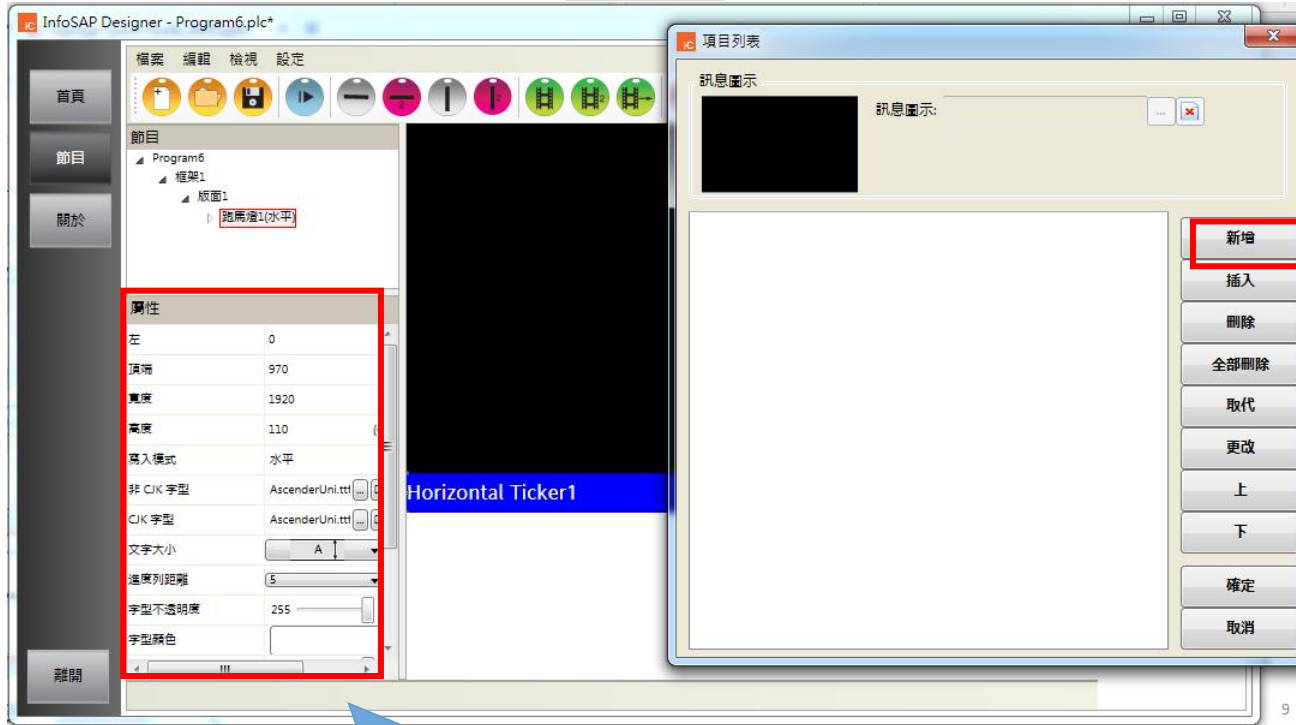 InfoSAP Designer - Program6.plc*
檔案 編輯 檢視 設定
首頁
節目
關於
離開
節目
Program6
框架1
版面1
跑馬燈1(水平)
屬性
左 0
頂端 970
寬度 1920
高度 110
寫入模式 水平
非 CJK 字型 AscenderUni.ttf ...
CJK 字型 AscenderUni.ttf ...
文字大小 A
進度列距離 5
字型不透明度 255
字型顏色
Horizontal Ticker1
項目列表
訊息圖示
訊息圖示: ...
新增
插入
刪除
全部刪除
取代
更改
上
下
確定
取消
9